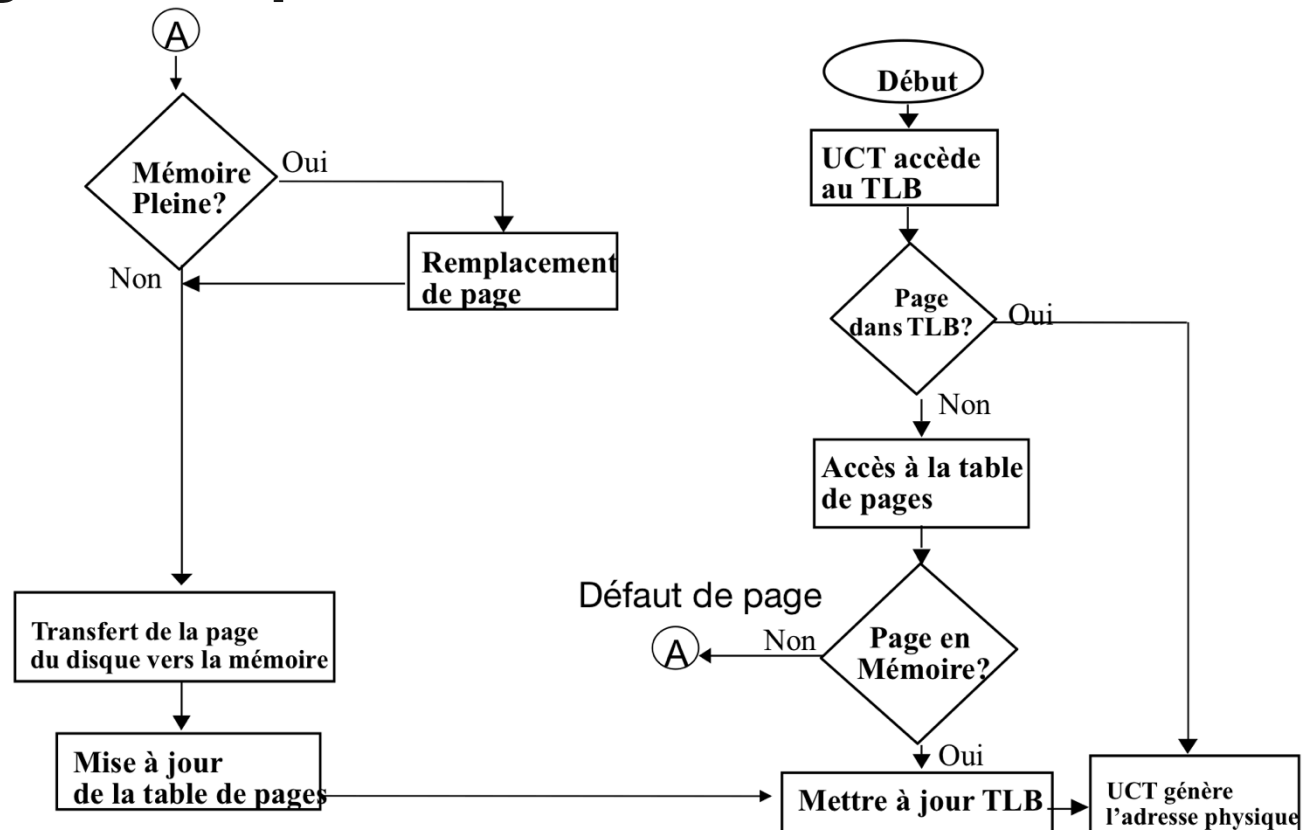 A
Mémoire
Pleine?
Oui
Remplacement
de page
Non
Transfert de la page
du disque vers la mémoire
Mise à jour
de la table de pages
Début
UCT accède
au TLB
Page
dans TLB?
Oui
Non
Accès à la table
de pages
Défaut de page
A
Non
Page en
Mémoire?
Oui
Mettre à jour TLB
UCT génère
l'adresse physique